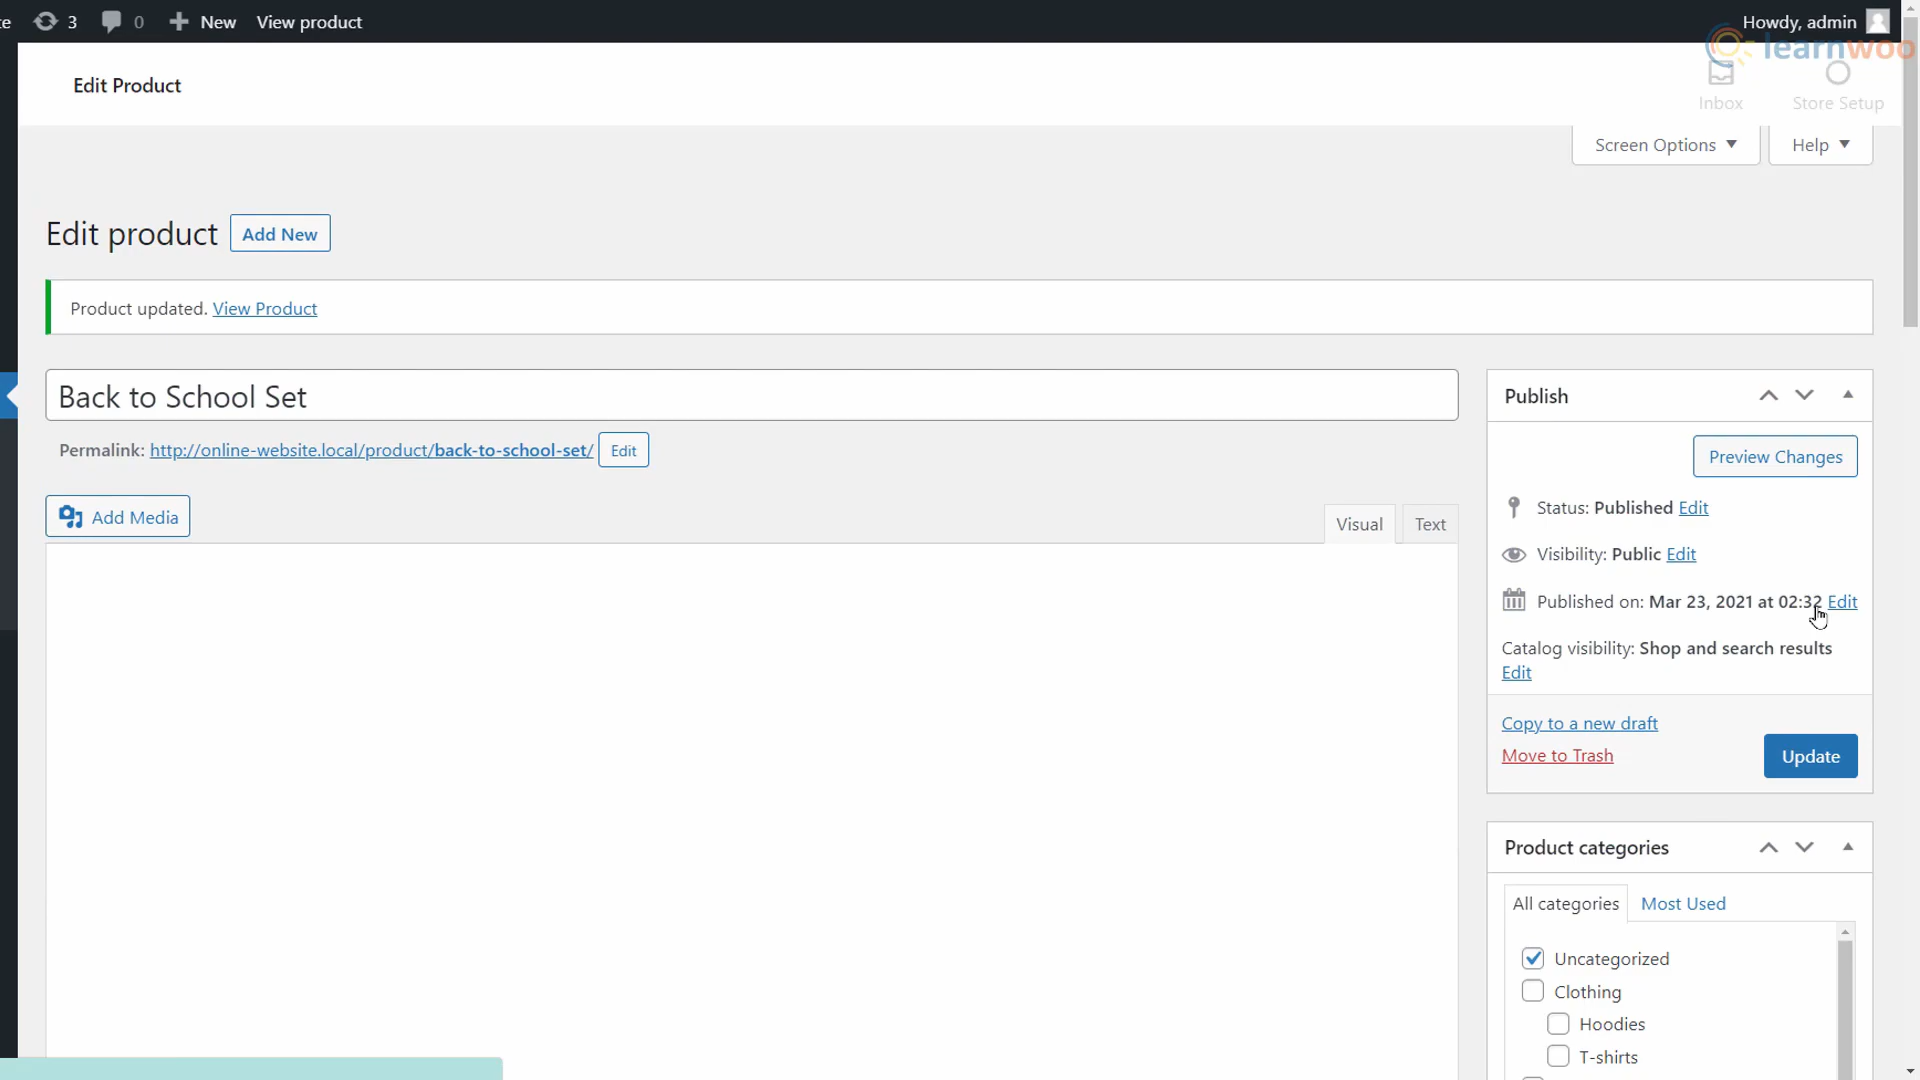 te 3 0 New View product Howdy, admin
learnwoo
Edit Product
Inbox Store Setup
Screen Options Help
Edit product Add New
Product updated. View Product
Back to School Set
Publish
Permalink: http://online-website.local/product/back-to-school-set/ Edit
Preview Changes
Add Media
Visual Text
Status: Published Edit
Visibility: Public Edit
Published on: Mar 23, 2021 at 02:32 Edit
Catalog visibility: Shop and search results
Edit
Copy to a new draft
Move to Trash
Update
Product categories
All categories Most Used
Uncategorized
Clothing
Hoodies
T-shirts